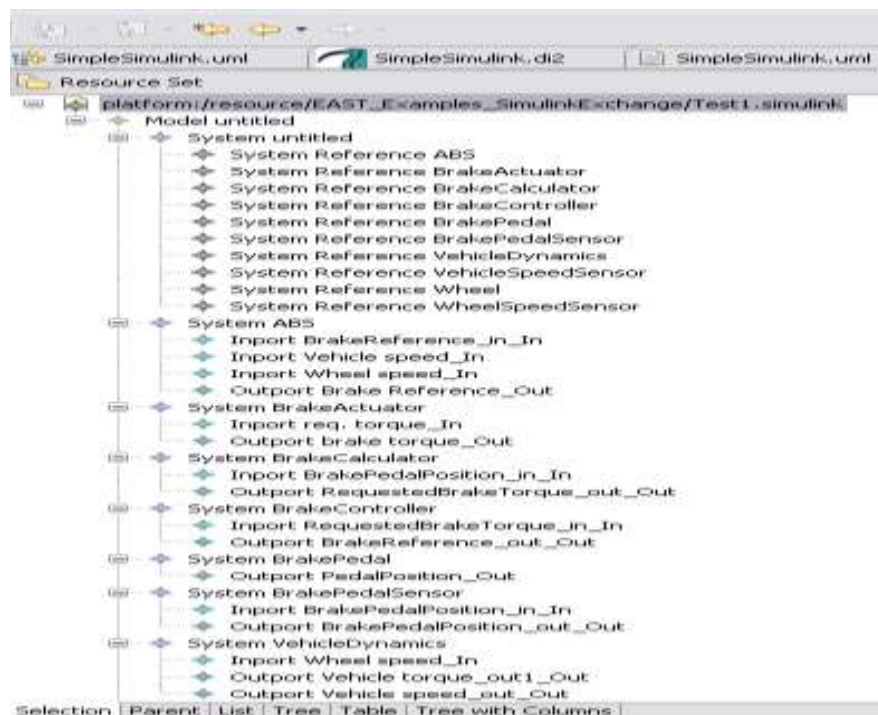 SimpleSimulink.uml SimpleSimulink.di2 SimpleSimulink.uml
Resource Set
platform:/resource/EAST_Examples_SimulinkExchange/Test1.simulink
Model untitled
System untitled
System Reference ABS
System Reference BrakeActuator
System Reference BrakeCalculator
System Reference BrakeController
System Reference BrakePedal
System Reference BrakePedalSensor
System Reference VehicleDynamics
System Reference VehicleSpeedSensor
System Reference Wheel
System Reference WheelSpeedSensor
System ABS
Inport BrakeReference_in_In
Inport Vehicle speed_In
Inport Wheel speed_In
Outport Brake Reference_Out
System BrakeActuator
Inport req. torque_In
Outport brake torque_Out
System BrakeCalculator
Inport BrakePedalPosition_in_In
Outport RequestedBrakeTorque_out_Out
System BrakeController
Inport RequestedBrakeTorque_in_In
Outport BrakeReference_out_Out
System BrakePedal
Outport PedalPosition_Out
System BrakePedalSensor
Inport BrakePedalPosition_in_In
Outport BrakePedalPosition_out_Out
System VehicleDynamics
Inport Wheel speed_In
Outport Vehicle torque_out1_Out
Outport Vehicle speed_out_Out
Selection Parent List Tree Table Tree with Columns